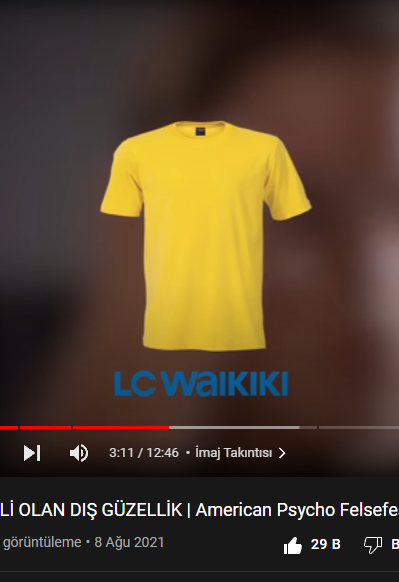 LC WAIKIKI
3:11 / 12:46 • İmaj Takıntısı
Lİ OLAN DIŞ GÜZELLİK | American Psycho Felsefe
görüntüleme • 8 Ağu 2021
29 B
B